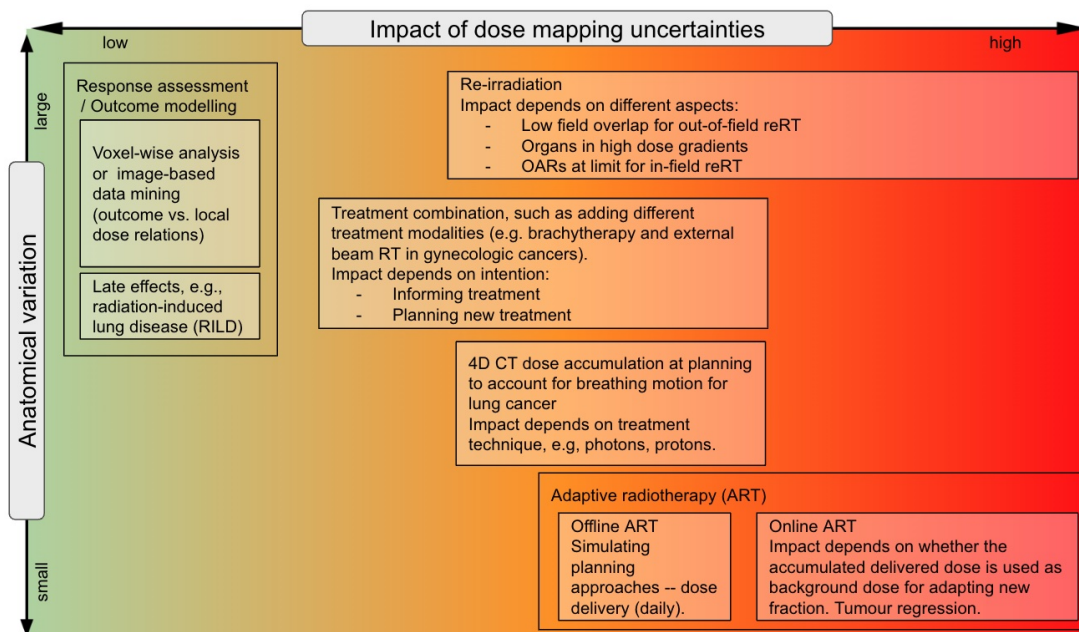 Impact of dose mapping uncertainties
low
high
Anatomical variation
large
small
Response assessment
/ Outcome modelling
Voxel-wise analysis
or image-based
data mining
(outcome vs. local
dose relations)
Late effects, e.g.,
radiation-induced
lung disease (RILD)
Re-irradiation
Impact depends on different aspects:
- Low field overlap for out-of-field reRT
- Organs in high dose gradients
- OARs at limit for in-field reRT
Treatment combination, such as adding different
treatment modalities (e.g. brachytherapy and external
beam RT in gynecologic cancers).
Impact depends on intention:
- Informing treatment
- Planning new treatment
4D CT dose accumulation at planning
to account for breathing motion for
lung cancer
Impact depends on treatment
technique, e.g, photons, protons.
Adaptive radiotherapy (ART)
Offline ART
Simulating
planning
approaches -- dose
delivery (daily).
Online ART
Impact depends on whether the
accumulated delivered dose is used as
background dose for adapting new
fraction. Tumour regression.